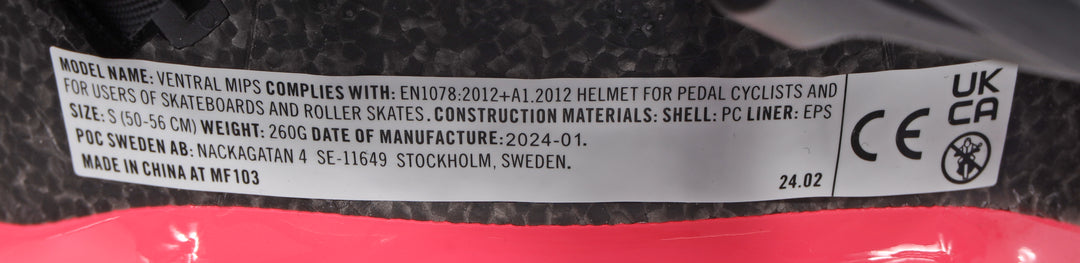 MODEL NAME: VENTRAL MIPS COMPLIES WITH: EN1078:2012+A1.2012 HELMET FOR PEDAL CYCLISTS AND
FOR USERS OF SKATEBOARDS AND ROLLER SKATES. CONSTRUCTION MATERIALS: SHELL: PC LINER: EPS
SIZE: S (50-56 CM) WEIGHT: 260G DATE OF MANUFACTURE:2024-01.
POC SWEDEN AB: NACKAGATAN 4 SE-11649 STOCKHOLM, SWEDEN.
MADE IN CHINA AT MF103
24.02
CE
UK
CA